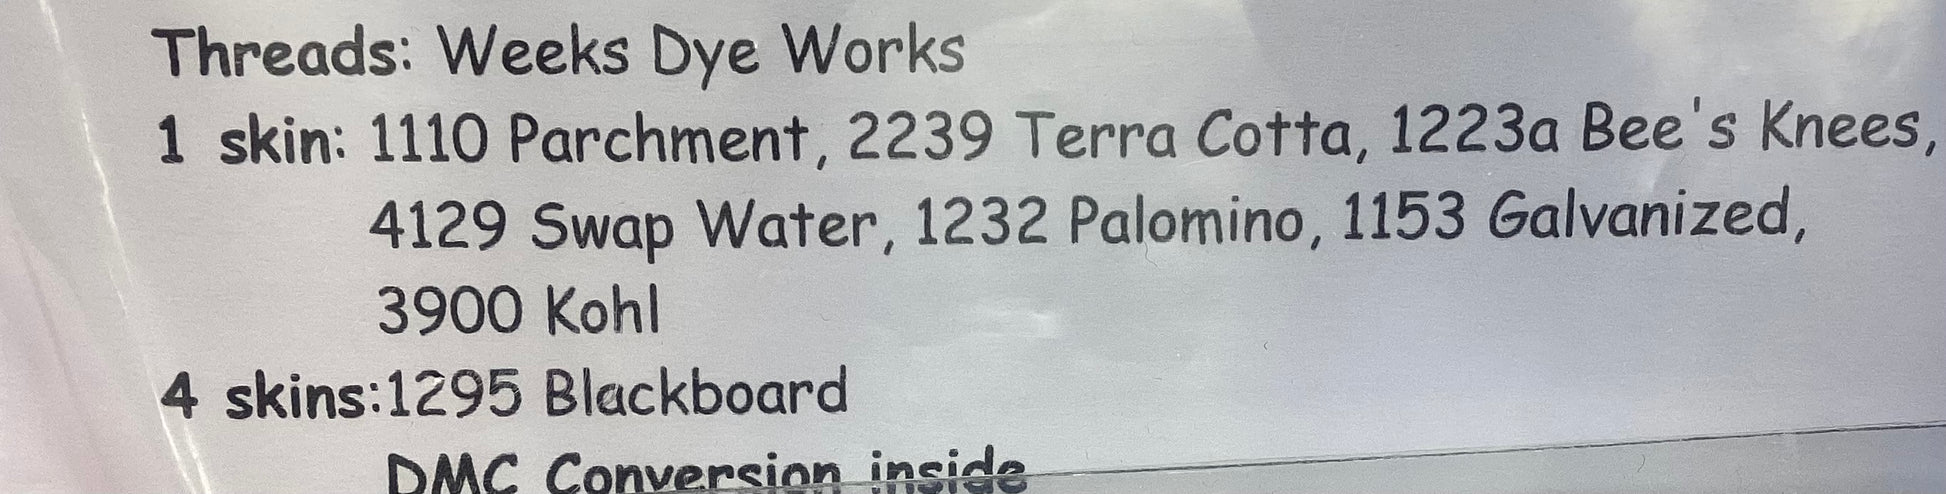 Threads: Weeks Dye Works
1 skin: 1110 Parchment, 2239 Terra Cotta, 1223a Bee's Knees,
4129 Swap Water, 1232 Palomino, 1153 Galvanized,
3900 Kohl
4 skins:1295 Blackboard
DMC Conversion inside